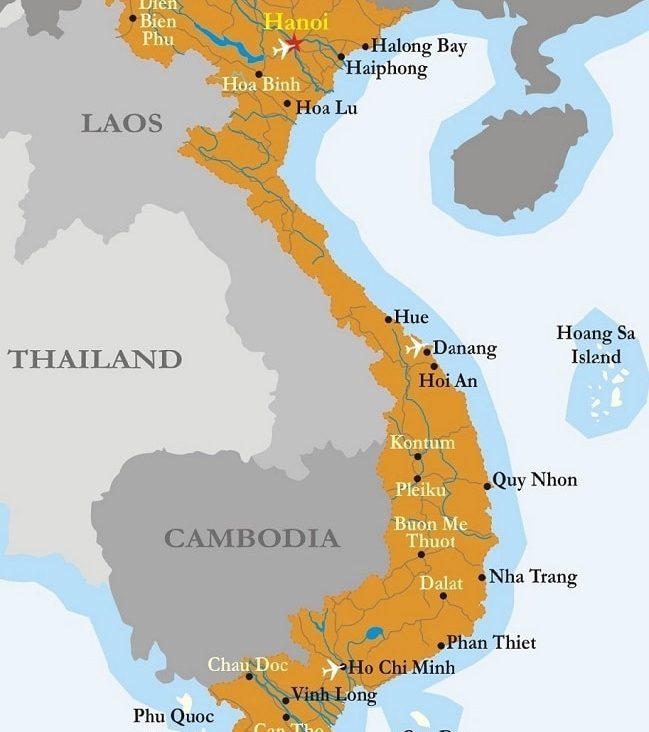 Dien
Bien
Phu
Hanoi
Halong Bay
Haiphong
Hoa Binh
Hoa Lu
LAOS
Hue
Hoang Sa
Island
Danang
THAILAND
Hoi An
Kontum
Quy Nhon
Pleiku
Buon Me
Thuot
CAMBODIA
Nha Trang
Dalat
Phan Thiet
Chau Doc
Ho Chi Minh
Vinh Long
Phu Quoc
Can Tho